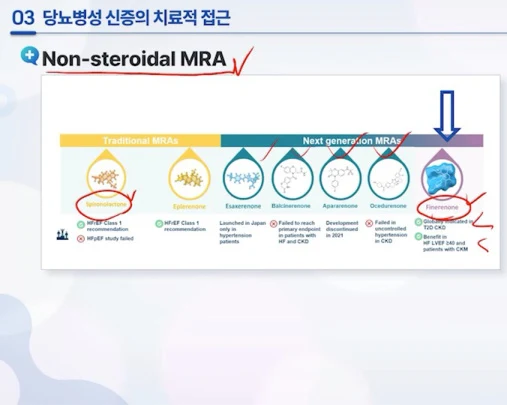 03 당뇨병성 신증의 치료적 접근
Non-steroidal MRA
Traditional MRAs
Next generation MRAs
Spironolactone
Eplerenone
Esaxerenone
Balcinerenone
Apararenone
Ocedurenone
Finerenone
HFrEF Class 1
recommendation
HFpEF study failed
HFrEF Class 1
recommendation
Launched in Japan
only in
hypertension
patients
Failed to reach
primary endpoint
in patients with
HF and CKD
Development
discontinued
in 2021
Failed in
uncontrolled
hypertension
in CKD
Globally indicated in
T2D CKD
Benefit in
HF LVEF ≥40 and
patients with CKM